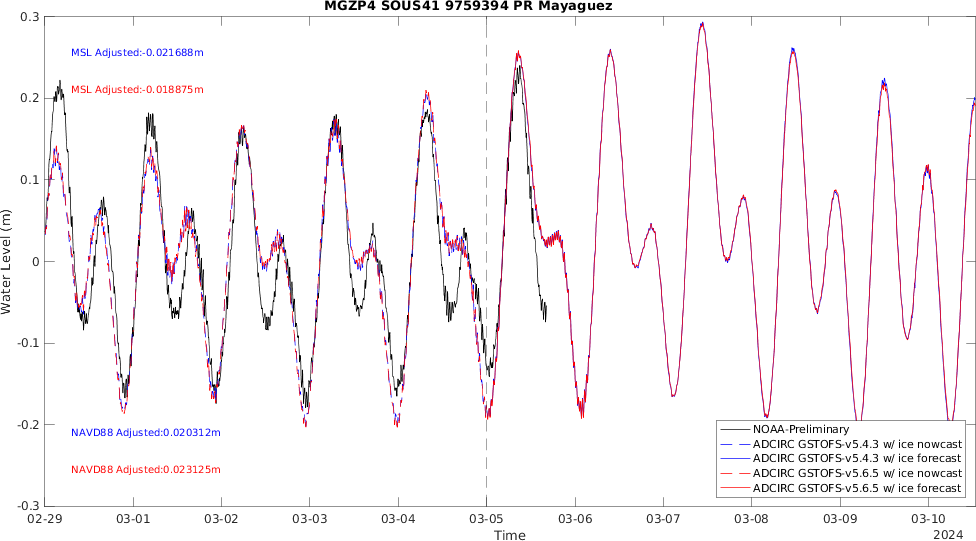 MGZP4 SOUS41 9759394 PR Mayaguez
0.3
0.2
0.1
0
-0.1
-0.2
-0.3
Water Level (m)
MSL Adjusted:-0.021688m
MSL Adjusted:-0.018875m
NAVD88 Adjusted:0.020312m
NAVD88 Adjusted:0.023125m
NOAA-Preliminary
ADCIRC GSTOFS-v5.4.3 w/ ice nowcast
ADCIRC GSTOFS-v5.4.3 w/ ice forecast
ADCIRC GSTOFS-v5.6.5 w/ ice nowcast
ADCIRC GSTOFS-v5.6.5 w/ ice forecast
02-29 03-01 03-02 03-03 03-04 03-05 03-06 03-07 03-08 03-09 03-10
Time
2024